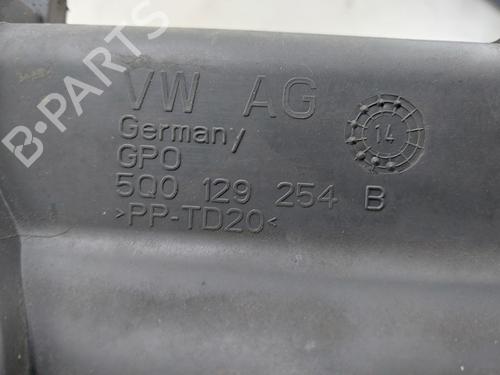 VW AG
Germany
GPO
5Q0 129 254 B
>PP-TD20<
14
B-PARTS